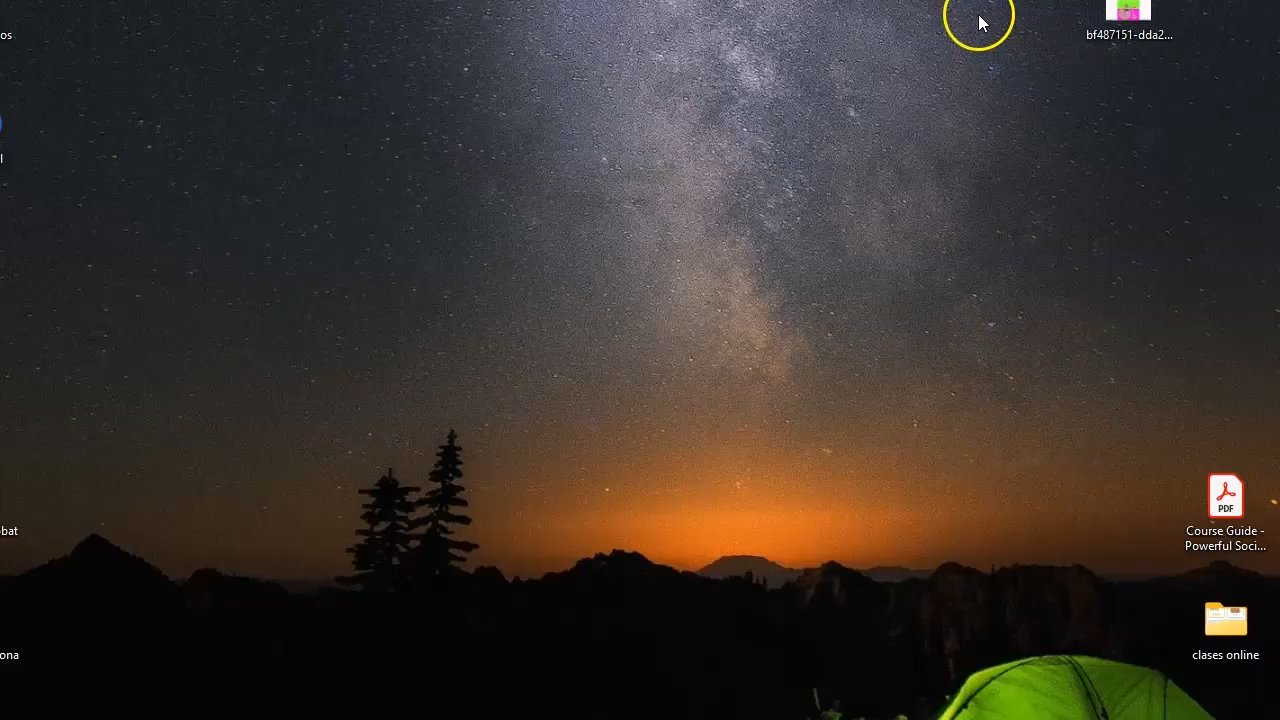 os
bf487151-dda2...
l
PDF
Course Guide -
Powerful Soci...
bat
clases online
ona